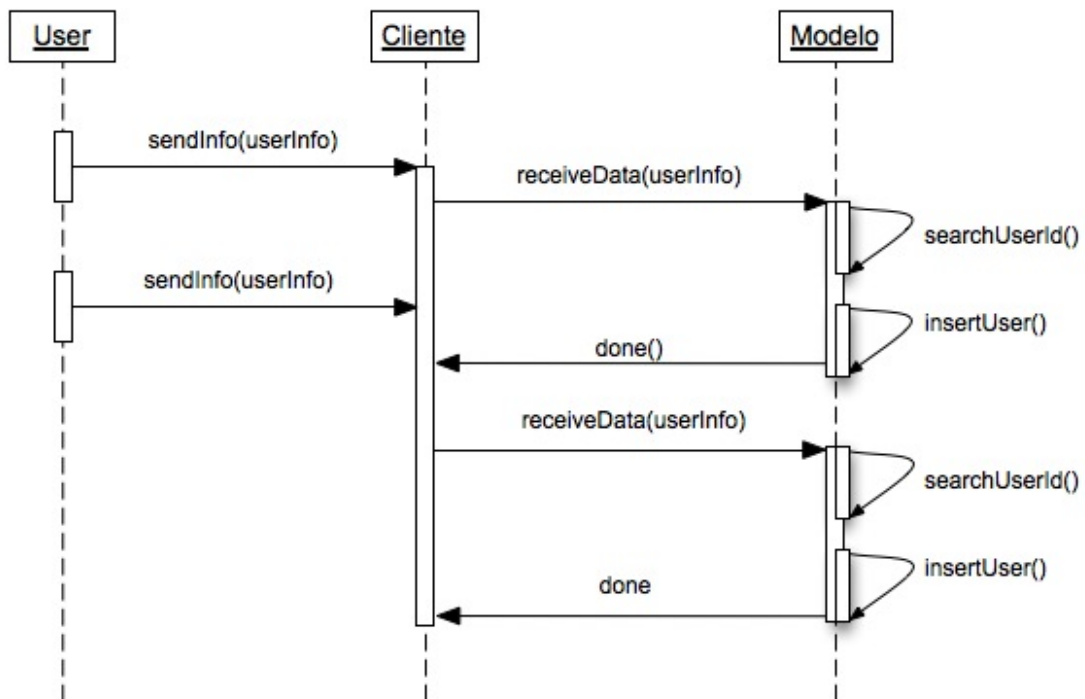 User
Cliente
Modelo
sendInfo(userInfo)
receiveData(userInfo)
searchUserId()
sendInfo(userInfo)
insertUser()
done()
receiveData(userInfo)
searchUserId()
insertUser()
done